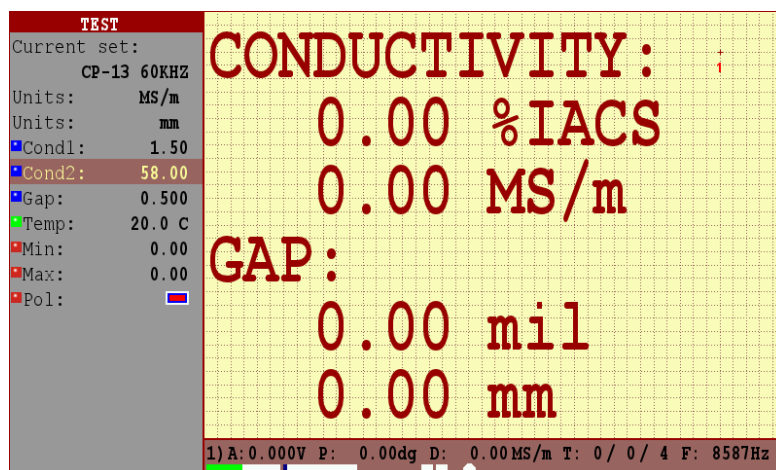 TEST
Current set:
CP-13 60KHZ
Units: MS/m
Units: mm
Cond1: 1.50
Cond2: 58.00
Gap: 0.500
Temp: 20.0 C
Min: 0.00
Max: 0.00
Pol:
CONDUCTIVITY:
1
0.00 %IACS
0.00 MS/m
GAP:
0.00 mil
0.00 mm
1)A:0.000V P: 0.00dg D: 0.00MS/m T: 0/ 0/ 4 F: 8587Hz